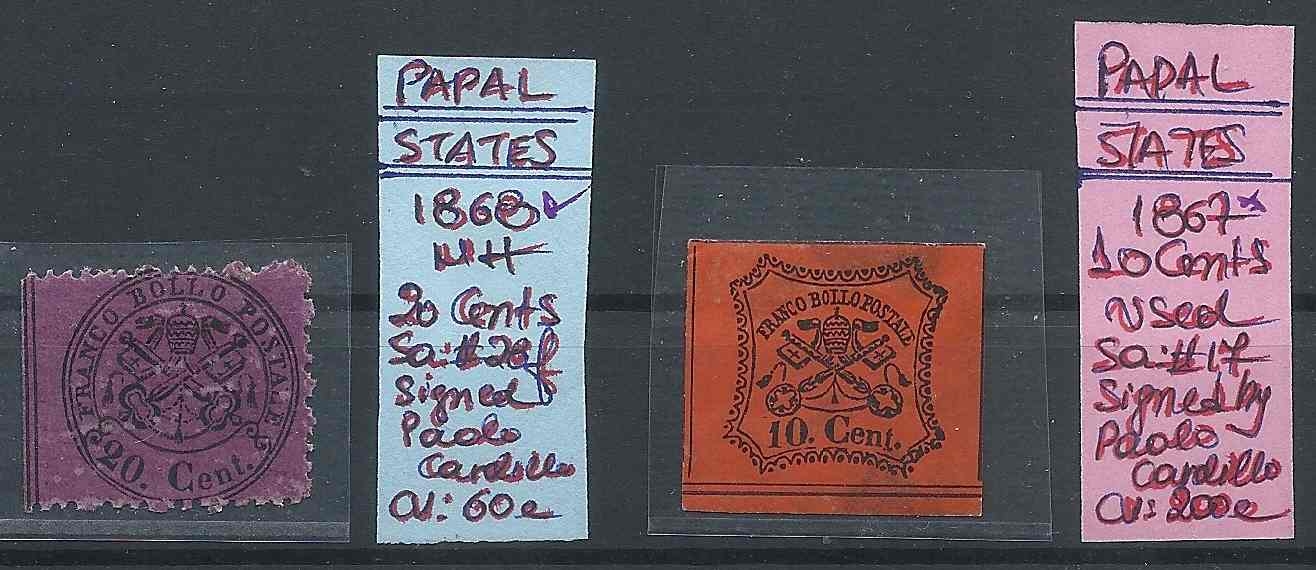 FRANCO BOLLO POSTALE
20. Cent.
PAPAL
STATES
1868
MH
20 Cents
Sa:#28f
Signed
Paolo
Cardillo
CV: 60e
FRANCO BOLLO POSTALE
10. Cent.
PAPAL
STATES
1867
10 Cents
Used
Sa:#17
Signed by
Paolo
Cardillo
CV: 200e